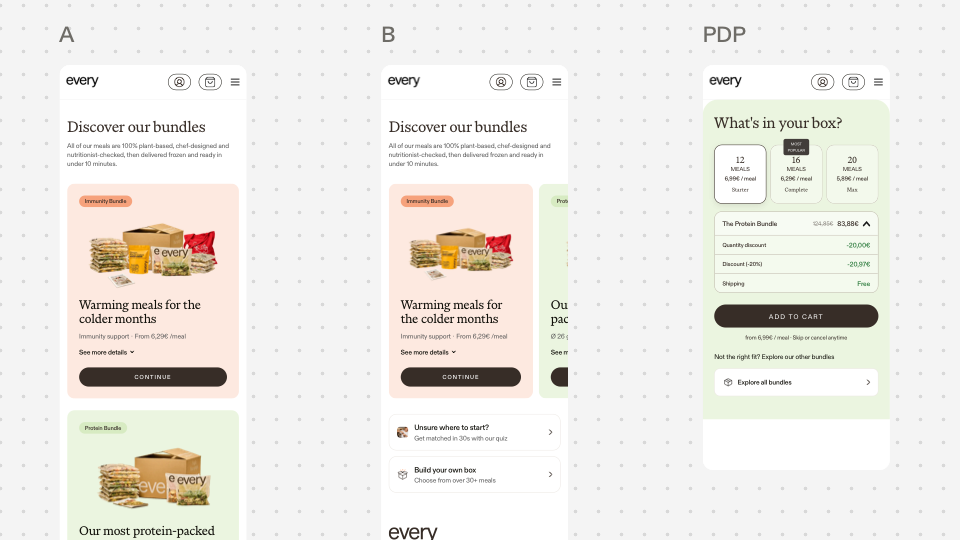 A
every
Discover our bundles
All of our meals are 100% plant-based, chef-designed and
nutritionist-checked, then delivered frozen and ready in
under 10 minutes.
Immunity Bundle
every
Warming meals for the
colder months
Immunity support · From 6,29€ /meal
See more details
CONTINUE
Protein Bundle
every
Our most protein-packed
B
every
Discover our bundles
All of our meals are 100% plant-based, chef-designed and
nutritionist-checked, then delivered frozen and ready in
under 10 minutes.
Immunity Bundle
every
Warming meals for
the colder months
Immunity support · From 6,29€ /meal
See more details
CONTINUE
Unsure where to start?
Get matched in 30s with our quiz
Build your own box
Choose from over 30+ meals
every
PDP
every
What's in your box?
12
MEALS
6,99€ / meal
Starter
MOST
POPULAR
16
MEALS
6,29€ / meal
Complete
20
MEALS
5,89€ / meal
Max
The Protein Bundle 124,85€ 83,88€
Quantity discount -20,00€
Discount (-20%) -20,97€
Shipping Free
ADD TO CART
from 6,99€ / meal · Skip or cancel anytime
Not the right fit? Explore our other bundles
Explore all bundles